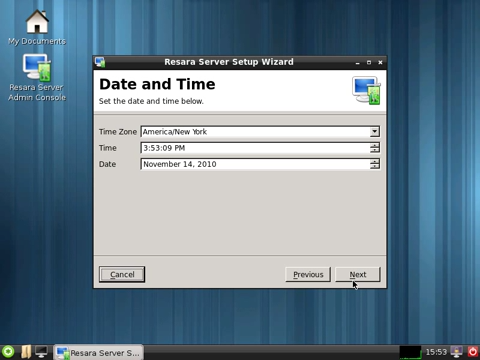 My Documents
Resara Server
Admin Console
Resara Server Setup Wizard
Date and Time
Set the date and time below.
Time Zone America/New York
Time 3:53:09 PM
Date November 14, 2010
Cancel Previous Next
Resara Server S... 15:53